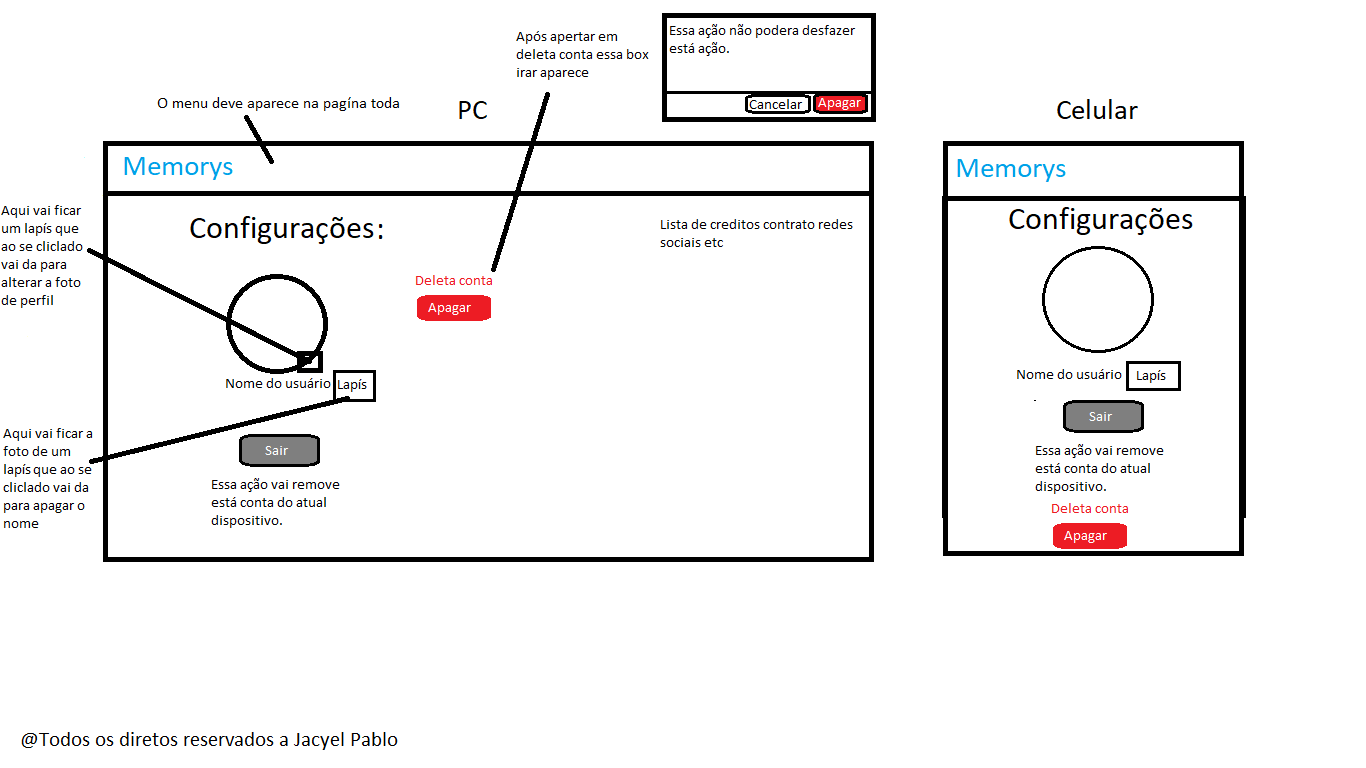 Após apertar em
deleta conta essa box
irar aparece
Essa ação não podera desfazer
está ação.
Cancelar
Apagar
O menu deve aparece na pagína toda
PC
Celular
Memorys
Aqui vai ficar
um lapís que
ao se cliclado
vai da para
alterar a foto
de perfil
Configurações:
Lista de creditos contrato redes
sociais etc
Deleta conta
Apagar
Nome do usuário
Lapís
Aqui vai ficar a
foto de um
lapís que ao se
cliclado vai da
para apagar o
nome
Sair
Essa ação vai remove
está conta do atual
dispositivo.
Memorys
Configurações
Nome do usuário
Lapís
Sair
Essa ação vai remove
está conta do atual
dispositivo.
Deleta conta
Apagar
@Todos os diretos reservados a Jacyel Pablo